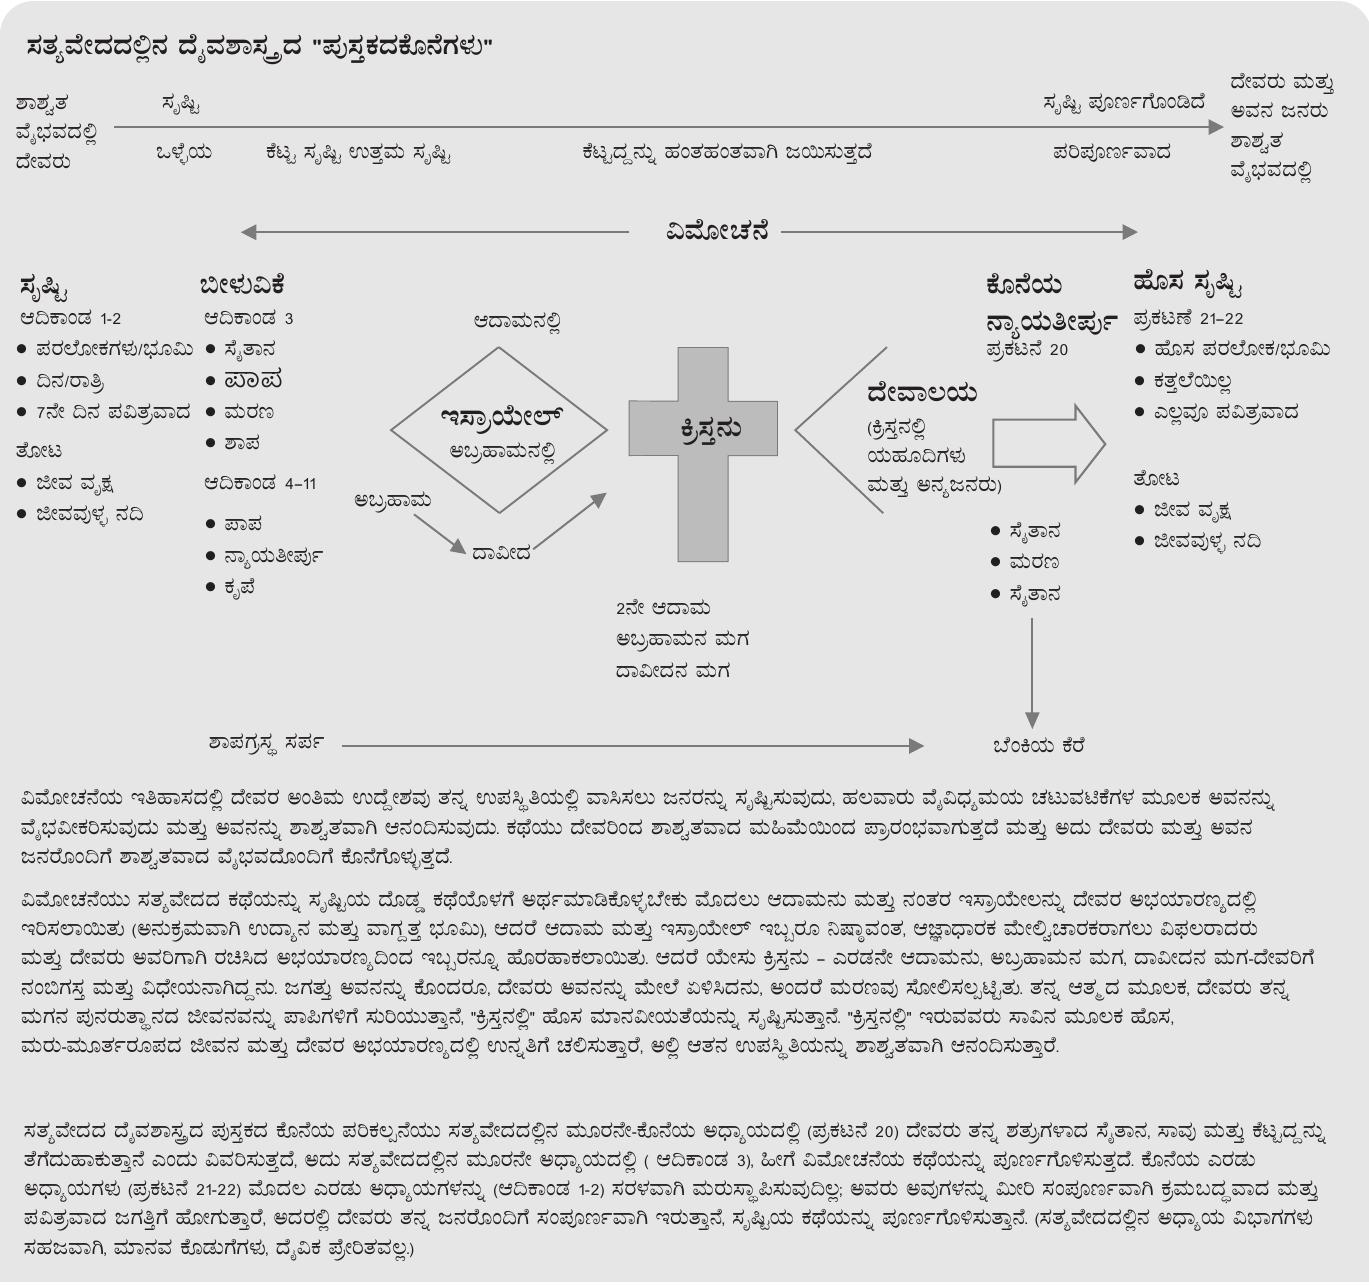 ಸತ್ಯವೇದದಲ್ಲಿನ ದೈವಶಾಸ್ತ್ರದ "ಪುಸ್ತಕದಕೊನೆಗಳು"
ಶಾಶ್ವತ
ವೈಭವದಲ್ಲಿ
ದೇವರು
ಸೃಷ್ಟಿ
ಒಳ್ಳೆಯ
ಕೆಟ್ಟ ಸೃಷ್ಟಿ ಉತ್ತಮ ಸೃಷ್ಟಿ
ಕೆಟ್ಟದ್ದನ್ನು ಹಂತಹಂತವಾಗಿ ಜಯಿಸುತ್ತದೆ
ಸೃಷ್ಟಿ ಪೂರ್ಣಗೊಂಡಿದೆ
ಪರಿಪೂರ್ಣವಾದ
ದೇವರು ಮತ್ತು
ಅವನ ಜನರು
ಶಾಶ್ವತ
ವೈಭವದಲ್ಲಿ
ವಿಮೋಚನೆ
ಸೃಷ್ಟಿ
ಆದಿಕಾಂಡ 1-2
● ಪರಲೋಕಗಳು/ಭೂಮಿ
● ದಿನ/ರಾತ್ರಿ
● 7ನೇ ದಿನ ಪವಿತ್ರವಾದ
ತೋಟ
● ಜೀವ ವೃಕ್ಷ
● ಜೀವವುಳ್ಳ ನದಿ
ಬೀಳುವಿಕೆ
ಆದಿಕಾಂಡ 3
● ಸೈತಾನ
● ಪಾಪ
● ಮರಣ
● ಶಾಪ
ಆದಿಕಾಂಡ 4–11
● ಪಾಪ
● ನ್ಯಾಯತೀರ್ಪು
● ಕೃಪೆ
ಆದಾಮನಲ್ಲಿ
ಇಸ್ರಾಯೇಲ್
ಅಬ್ರಹಾಮನಲ್ಲಿ
ಅಬ್ರಹಾಮ
ದಾವೀದ
ಕ್ರಿಸ್ತನು
2ನೇ ಆದಾಮ
ಅಬ್ರಹಾಮನ ಮಗ
ದಾವೀದನ ಮಗ
ದೇವಾಲಯ
(ಕ್ರಿಸ್ತನಲ್ಲಿ
ಯಹೂದಿಗಳು
ಮತ್ತು ಅನ್ಯಜನರು)
ಕೊನೆಯ
ನ್ಯಾಯತೀರ್ಪು
ಪ್ರಕಟನೆ 20
● ಸೈತಾನ
● ಮರಣ
● ಸೈತಾನ
ಹೊಸ ಸೃಷ್ಟಿ
ಪ್ರಕಟಣೆ 21–22
● ಹೊಸ ಪರಲೋಕ/ಭೂಮಿ
● ಕತ್ತಲೆಯಿಲ್ಲ
● ಎಲ್ಲವೂ ಪವಿತ್ರವಾದ
ತೋಟ
● ಜೀವ ವೃಕ್ಷ
● ಜೀವವುಳ್ಳ ನದಿ
ಶಾಪಗ್ರಸ್ಥ ಸರ್ಪ
ಬೆಂಕಿಯ ಕೆರೆ
ವಿಮೋಚನೆಯ ಇತಿಹಾಸದಲ್ಲಿ ದೇವರ ಅಂತಿಮ ಉದ್ದೇಶವು ತನ್ನ ಉಪಸ್ಥಿತಿಯಲ್ಲಿ ವಾಸಿಸಲು ಜನರನ್ನು ಸೃಷ್ಟಿಸುವುದು, ಹಲವಾರು ವೈವಿಧ್ಯಮಯ ಚಟುವಟಿಕೆಗಳ ಮೂಲಕ ಅವನನ್ನು
ವೈಭವೀಕರಿಸುವುದು ಮತ್ತು ಅವನನ್ನು ಶಾಶ್ವತವಾಗಿ ಆನಂದಿಸುವುದು. ಕಥೆಯು ದೇವರಿಂದ ಶಾಶ್ವತವಾದ ಮಹಿಮೆಯಿಂದ ಪ್ರಾರಂಭವಾಗುತ್ತದೆ ಮತ್ತು ಅದು ದೇವರು ಮತ್ತು ಅವನ
ಜನರೊಂದಿಗೆ ಶಾಶ್ವತವಾದ ವೈಭವದೊಂದಿಗೆ ಕೊನೆಗೊಳ್ಳುತ್ತದೆ.
ವಿಮೋಚನೆಯು ಸತ್ಯವೇದದ ಕಥೆಯನ್ನು ಸೃಷ್ಟಿಯ ದೊಡ್ಡ ಕಥೆಯೊಳಗೆ ಅರ್ಥಮಾಡಿಕೊಳ್ಳಬೇಕು ಮೊದಲು ಆದಾಮನು ಮತ್ತು ನಂತರ ಇಸ್ರಾಯೇಲನ್ನು ದೇವರ ಅಭಯಾರಣ್ಯದಲ್ಲಿ
ಇರಿಸಲಾಯಿತು (ಅನುಕ್ರಮವಾಗಿ ಉದ್ಯಾನ ಮತ್ತು ವಾಗ್ದತ್ತ ಭೂಮಿ), ಆದರೆ ಆದಾಮ ಮತ್ತು ಇಸ್ರಾಯೇಲ್ ಇಬ್ಬರೂ ನಿಷ್ಠಾವಂತ, ಆಜ್ಞಾಧಾರಕ ಮೇಲ್ವಿಚಾರಕರಾಗಲು ವಿಫಲರಾದರು
ಮತ್ತು ದೇವರು ಅವರಿಗಾಗಿ ರಚಿಸಿದ ಅಭಯಾರಣ್ಯದಿಂದ ಇಬ್ಬರನ್ನೂ ಹೊರಹಾಕಲಾಯಿತು. ಆದರೆ ಯೇಸು ಕ್ರಿಸ್ತನು – ಎರಡನೇ ಆದಾಮನು, ಅಬ್ರಹಾಮನ ಮಗ, ದಾವೀದನ ಮಗ-ದೇವರಿಗೆ
ನಂಬಿಗಸ್ತ ಮತ್ತು ವಿಧೇಯನಾಗಿದ್ದನು. ಜಗತ್ತು ಅವನನ್ನು ಕೊಂದರೂ, ದೇವರು ಅವನನ್ನು ಮೇಲೆ ಏಳಿಸಿದನು, ಅಂದರೆ ಮರಣವು ಸೋಲಿಸಲ್ಪಟ್ಟಿತು. ತನ್ನ ಆತ್ಮದ ಮೂಲಕ, ದೇವರು ತನ್ನ
ಮಗನ ಪುನರುತ್ಥಾನದ ಜೀವನವನ್ನು ಪಾಪಿಗಳಿಗೆ ಸುರಿಯುತ್ತಾನೆ, "ಕ್ರಿಸ್ತನಲ್ಲಿ" ಹೊಸ ಮಾನವೀಯತೆಯನ್ನು ಸೃಷ್ಟಿಸುತ್ತಾನೆ. "ಕ್ರಿಸ್ತನಲ್ಲಿ" ಇರುವವರು ಸಾವಿನ ಮೂಲಕ ಹೊಸ,
ಮರು-ಮೂರ್ತರೂಪದ ಜೀವನ ಮತ್ತು ದೇವರ ಅಭಯಾರಣ್ಯದಲ್ಲಿ ಉನ್ನತಿಗೆ ಚಲಿಸುತ್ತಾರೆ, ಅಲ್ಲಿ ಆತನ ಉಪಸ್ಥಿತಿಯನ್ನು ಶಾಶ್ವತವಾಗಿ ಆನಂದಿಸುತ್ತಾರೆ.
ಸತ್ಯವೇದದ ದೈವಶಾಸ್ತ್ರದ ಪುಸ್ತಕದ ಕೊನೆಯ ಪರಿಕಲ್ಪನೆಯು ಸತ್ಯವೇದದಲ್ಲಿನ ಮೂರನೇ-ಕೊನೆಯ ಅಧ್ಯಾಯದಲ್ಲಿ (ಪ್ರಕಟನೆ 20) ದೇವರು ತನ್ನ ಶತ್ರುಗಳಾದ ಸೈತಾನ, ಸಾವು ಮತ್ತು ಕೆಟ್ಟದ್ದನ್ನು
ತೆಗೆದುಹಾಕುತ್ತಾನೆ ಎಂದು ವಿವರಿಸುತ್ತದೆ, ಅದು ಸತ್ಯವೇದದಲ್ಲಿನ ಮೂರನೇ ಅಧ್ಯಾಯದಲ್ಲಿ ( ಆದಿಕಾಂಡ 3), ಹೀಗೆ ವಿಮೋಚನೆಯ ಕಥೆಯನ್ನು ಪೂರ್ಣಗೊಳಿಸುತ್ತದೆ. ಕೊನೆಯ ಎರಡು
ಅಧ್ಯಾಯಗಳು (ಪ್ರಕಟನೆ 21-22) ಮೊದಲ ಎರಡು ಅಧ್ಯಾಯಗಳನ್ನು (ಆದಿಕಾಂಡ 1-2) ಸರಳವಾಗಿ ಮರುಸ್ಥಾಪಿಸುವುದಿಲ್ಲ; ಅವರು ಅವುಗಳನ್ನು ಮೀರಿ ಸಂಪೂರ್ಣವಾಗಿ ಕ್ರಮಬದ್ಧವಾದ ಮತ್ತು
ಪವಿತ್ರವಾದ ಜಗತ್ತಿಗೆ ಹೋಗುತ್ತಾರೆ, ಅದರಲ್ಲಿ ದೇವರು ತನ್ನ ಜನರೊಂದಿಗೆ ಸಂಪೂರ್ಣವಾಗಿ ಇರುತ್ತಾನೆ, ಸೃಷ್ಟಿಯ ಕಥೆಯನ್ನು ಪೂರ್ಣಗೊಳಿಸುತ್ತಾನೆ. (ಸತ್ಯವೇದದಲ್ಲಿನ ಅಧ್ಯಾಯ ವಿಭಾಗಗಳು
ಸಹಜವಾಗಿ, ಮಾನವ ಕೊಡುಗೆಗಳು, ದೈವಿಕ ಪ್ರೇರಿತವಲ್ಲ.)